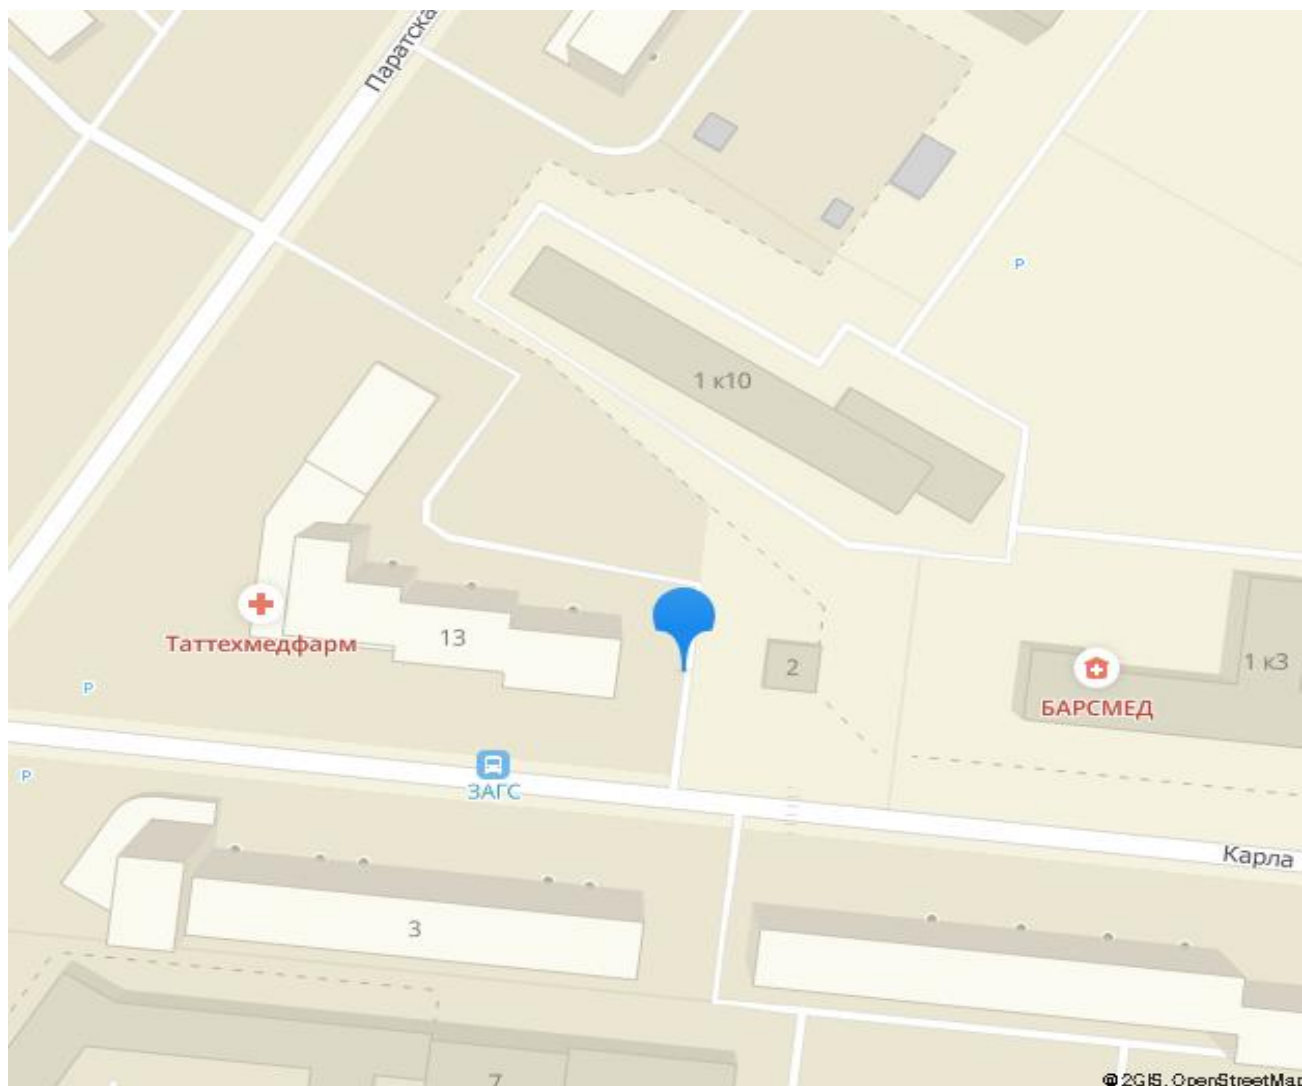 Паратска
P
1 к10
Таттехмедфарм
13
2
1 к3
БАРСМЕД
P
P
ЗАГС
Карла
3
7
© 2GIS, OpenStreetMap